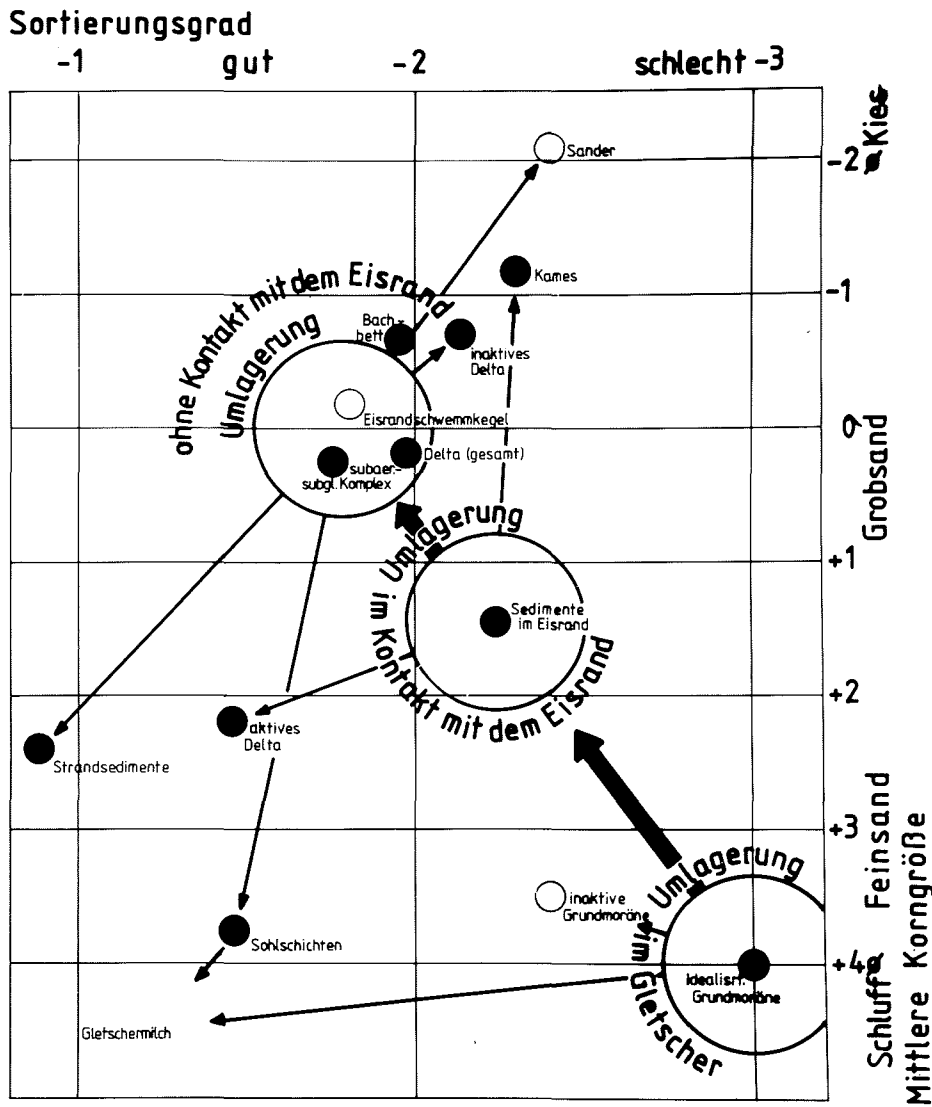 Sortierungsgrad
-1 gut -2 schlecht -3
Kies
-2 ø
Sander
-1
Kames
ohne Kontakt mit dem Eisrand
Umlagerung
Bach-
bett
inaktives
Delta
Eisrandschwemmkegel
0
Delta (gesamt)
subaer.-
subgl. Komplex
Grobsand
Umlagerung
im Kontakt mit dem Eisrand
+1
Sedimente
im Eisrand
+2
aktives
Delta
Strandsedimente
Feinsand
+3
Umlagerung
im Gletscher
inaktive
Grundmoräne
Sohlschichten
+4 ø
Idealisrt.
Grundmoräne
Gletschermilch
Schluff
Mittlere Korngröße